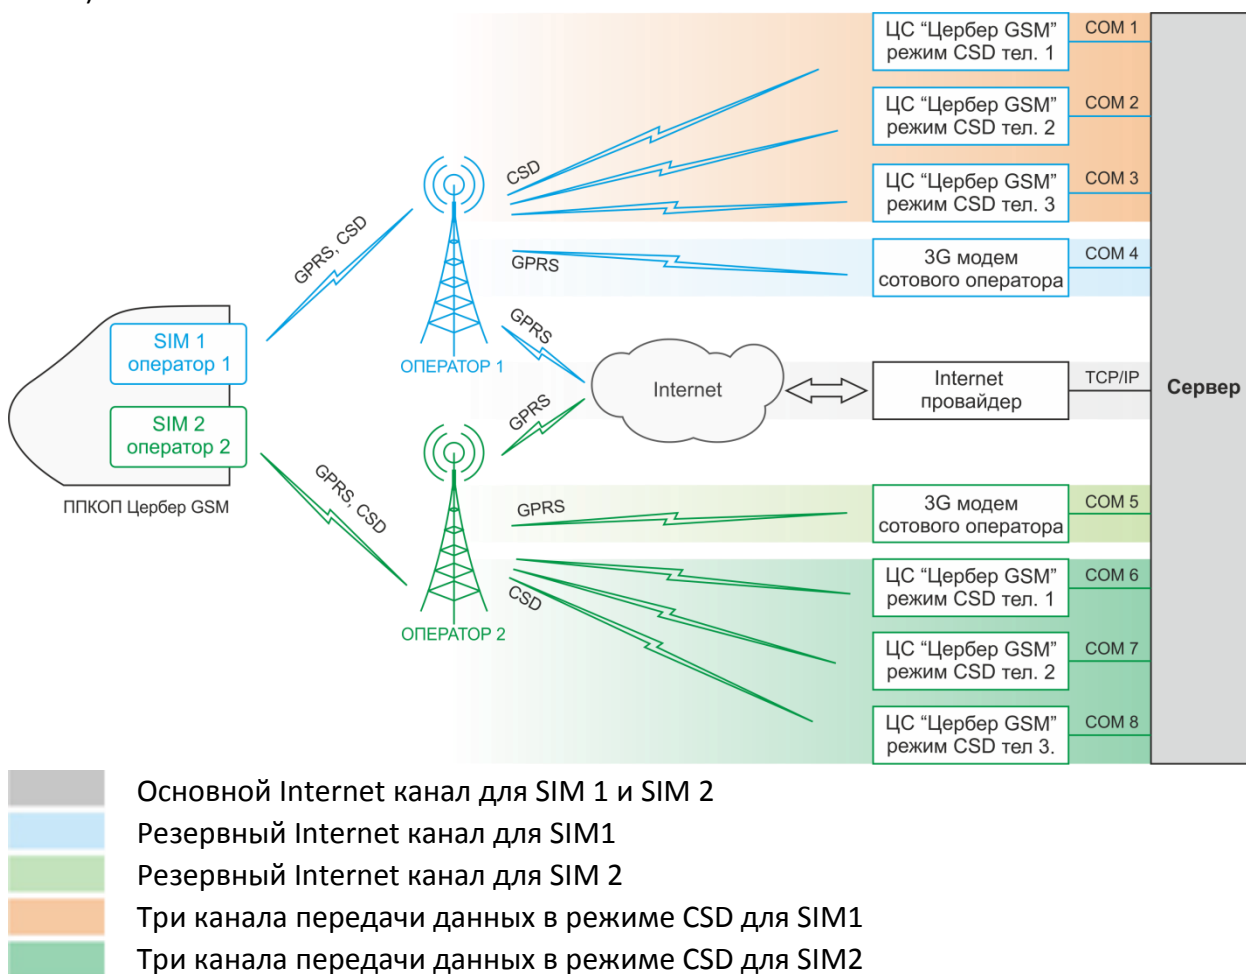 ЦС “Цербер GSM”
режим CSD тел. 1
COM 1
ЦС “Цербер GSM”
режим CSD тел. 2
COM 2
CSD
ЦС “Цербер GSM”
режим CSD тел. 3
COM 3
GPRS, CSD
GPRS
3G модем
сотового оператора
COM 4
SIM 1
оператор 1
ОПЕРАТОР 1
GPRS
Internet
Internet
провайдер
TCP/IP
Сервер
SIM 2
оператор 2
GPRS
ППКОП Цербер GSM
GPRS, CSD
GPRS
3G модем
сотового оператора
COM 5
CSD
ОПЕРАТОР 2
ЦС “Цербер GSM”
режим CSD тел. 1
COM 6
ЦС “Цербер GSM”
режим CSD тел. 2
COM 7
ЦС “Цербер GSM”
режим CSD тел 3.
COM 8
Основной Internet канал для SIM 1 и SIM 2
Резервный Internet канал для SIM1
Резервный Internet канал для SIM 2
Три канала передачи данных в режиме CSD для SIM1
Три канала передачи данных в режиме CSD для SIM2